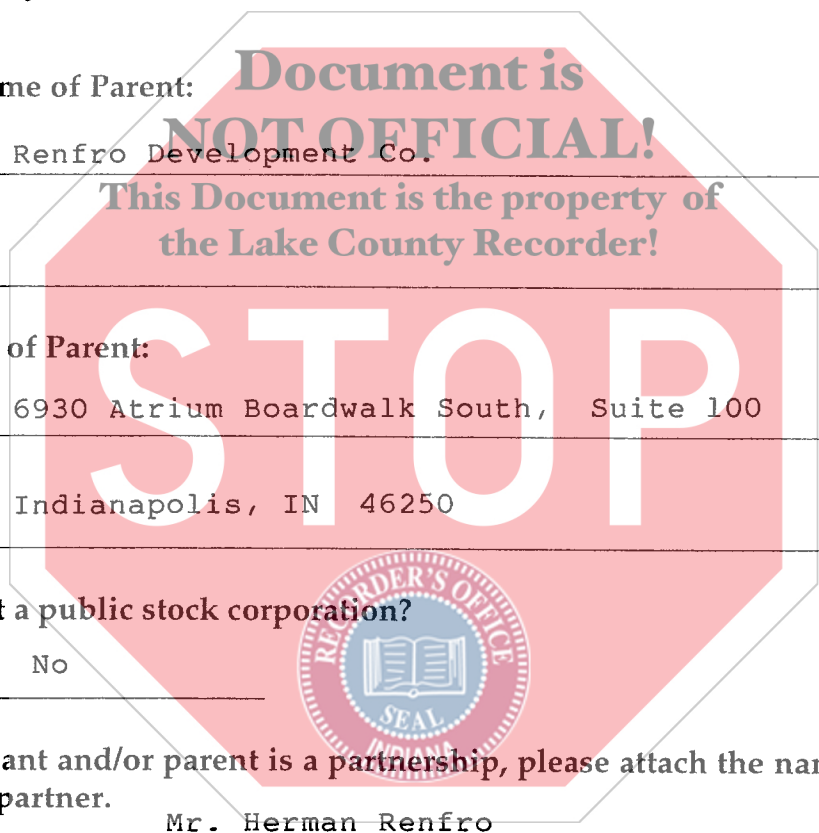 me of Parent:
Document is
NOT OFFICIAL!
Renfro Development Co.
This Document is the property of
the Lake County Recorder!
of Parent:
6930 Atrium Boardwalk South, Suite 100
STOP
Indianapolis, IN 46250
a public stock corporation?
RECORDER'S OFFICE
No
SEAL
INDIANA
ant and/or parent is a partnership, please attach the nar
partner.
Mr. Herman Renfro